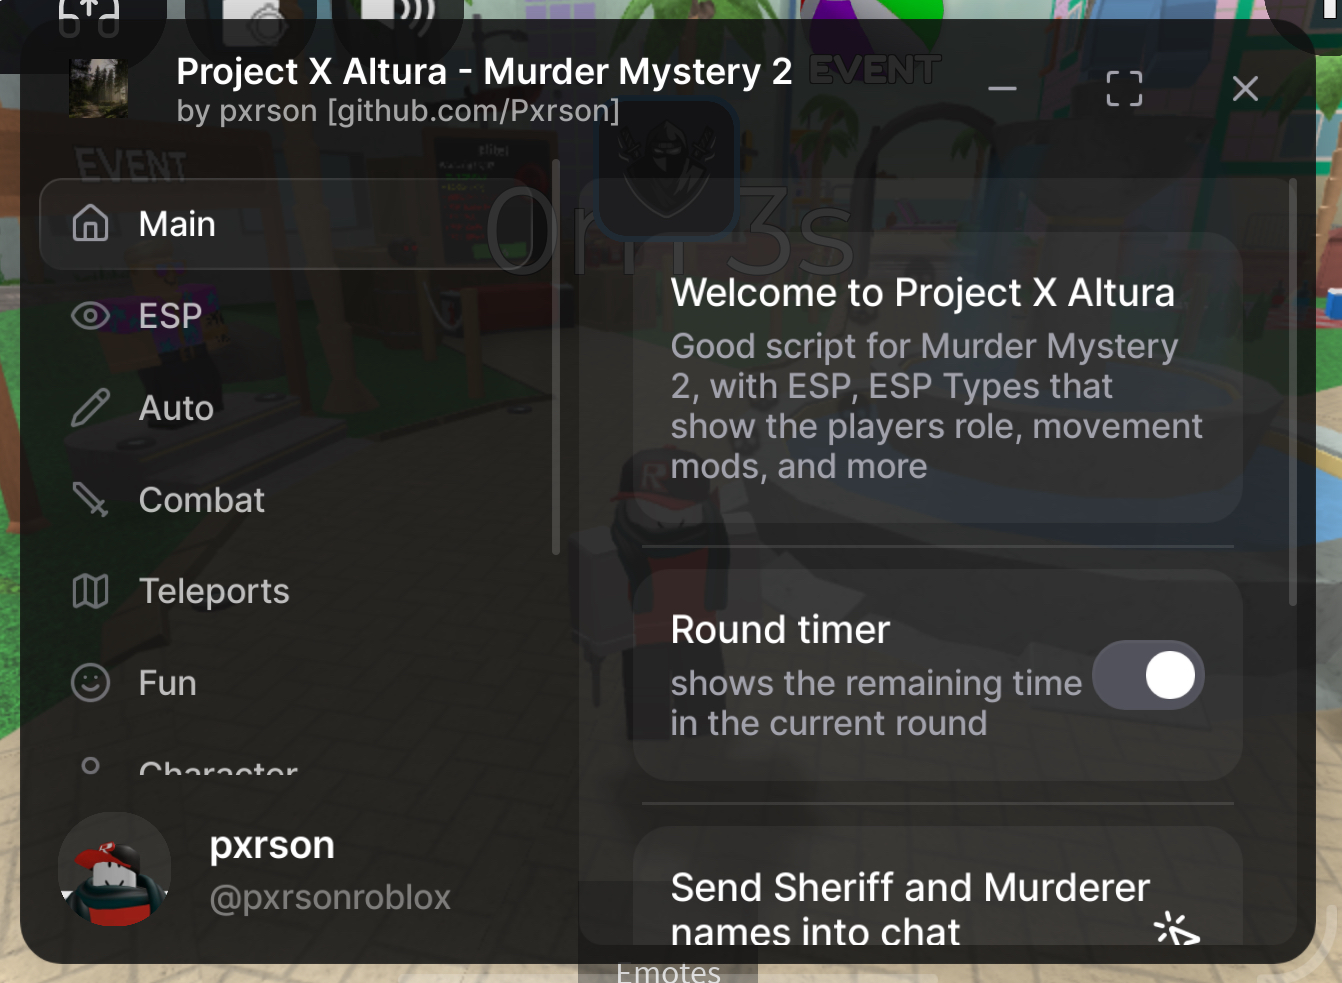 Project X Altura - Murder Mystery 2
by pxrson [github.com/Pxrson]
EVENT
EVENT
0m 3s
Main
ESP
Auto
Combat
Teleports
Fun
Character
pxrson
@pxrsonroblox
Welcome to Project X Altura
Good script for Murder Mystery
2, with ESP, ESP Types that
show the players role, movement
mods, and more
Round timer
shows the remaining time
in the current round
Send Sheriff and Murderer
names into chat
Emotes